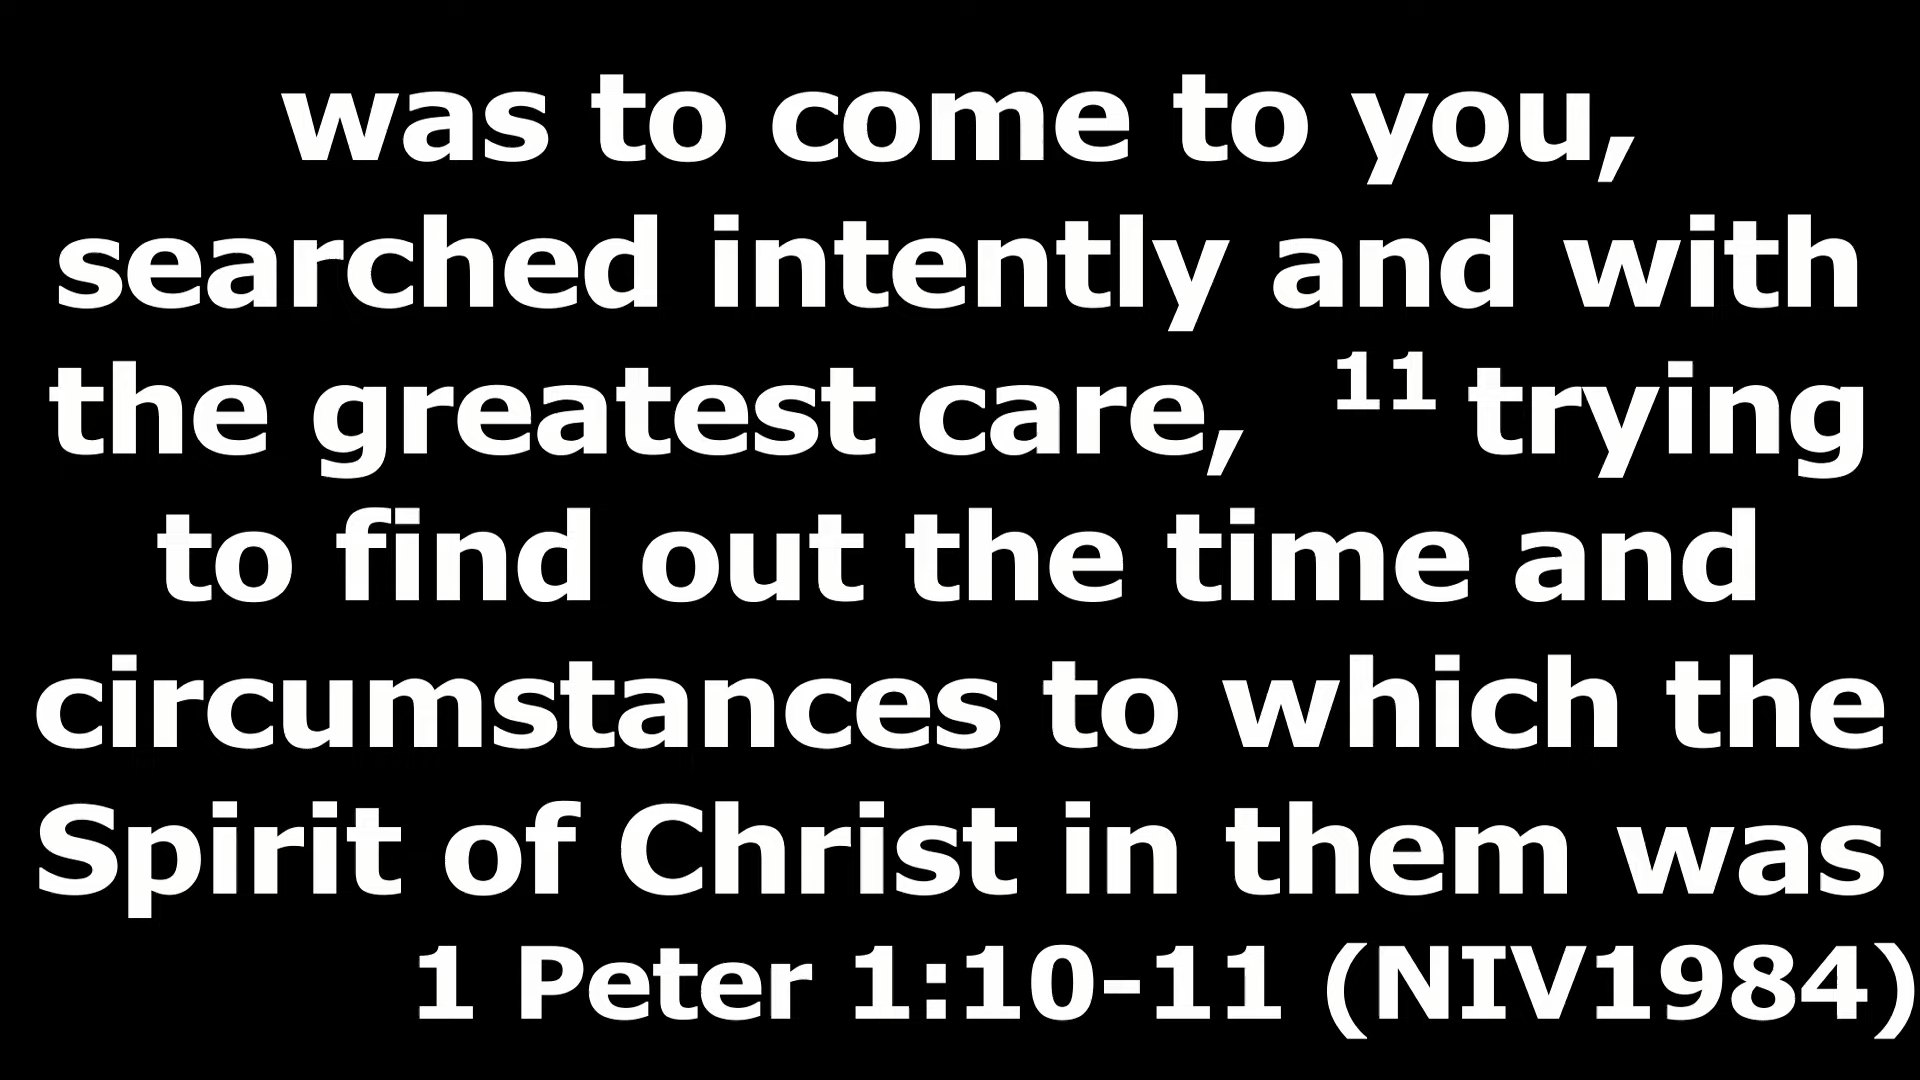 was to come to you,
searched intently and with
the greatest care, ¹¹ trying
to find out the time and
circumstances to which the
Spirit of Christ in them was
1 Peter 1:10-11 (NIV1984)